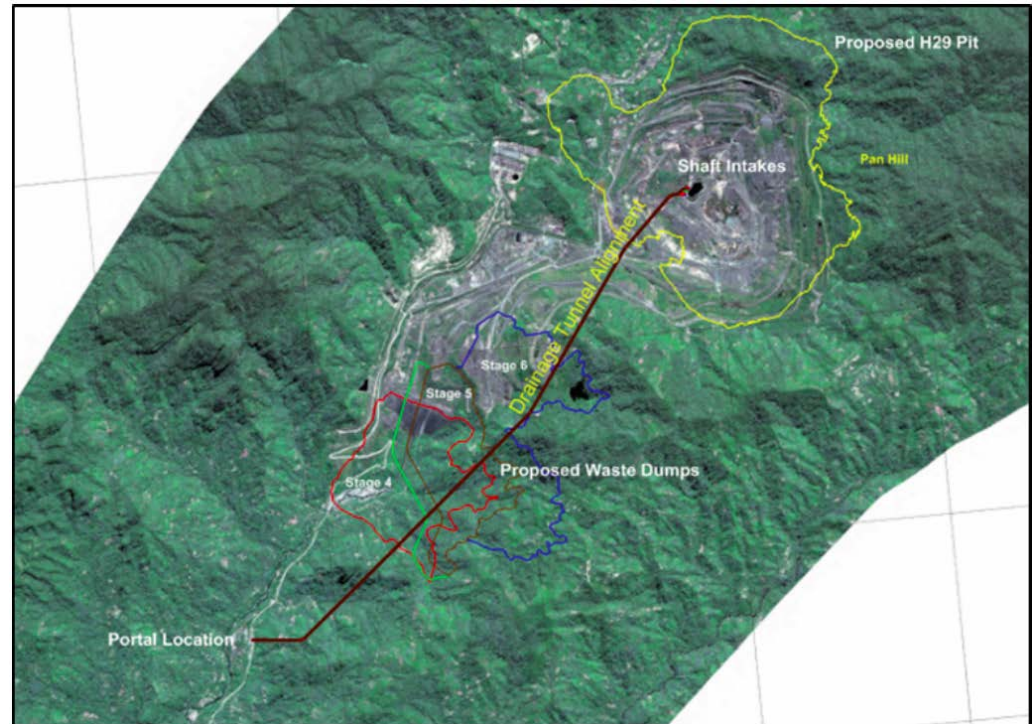 Proposed H29 Pit
Pan Hill
Shaft Intakes
Drainage Tunnel Alignment
Stage 6
Stage 5
Proposed Waste Dumps
Stage 4
Portal Location